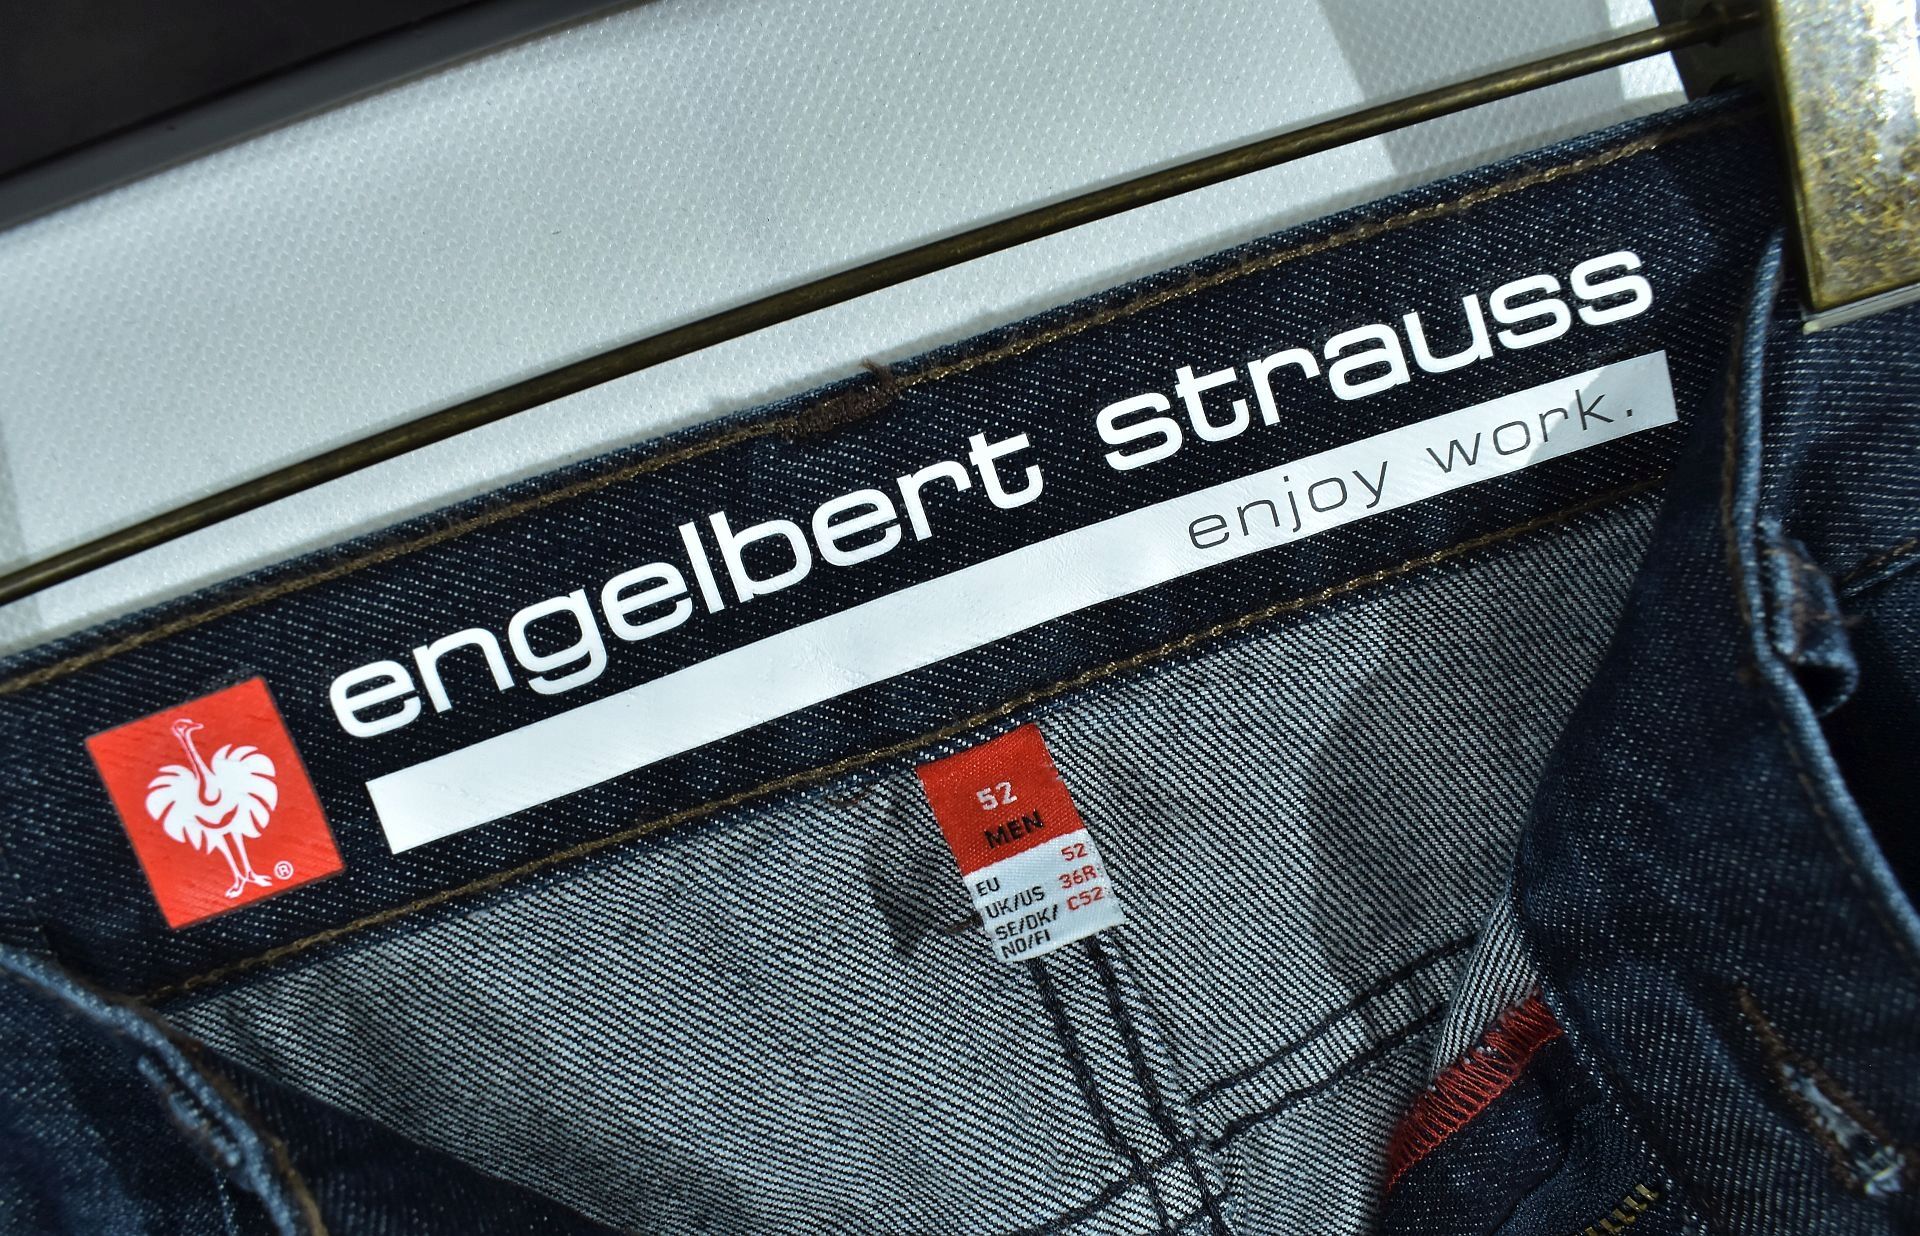 engelbert strauss
enjoy work.
®
52
MEN
EU 52
UK/US 36R
SE/DK/ C52
NO/FI